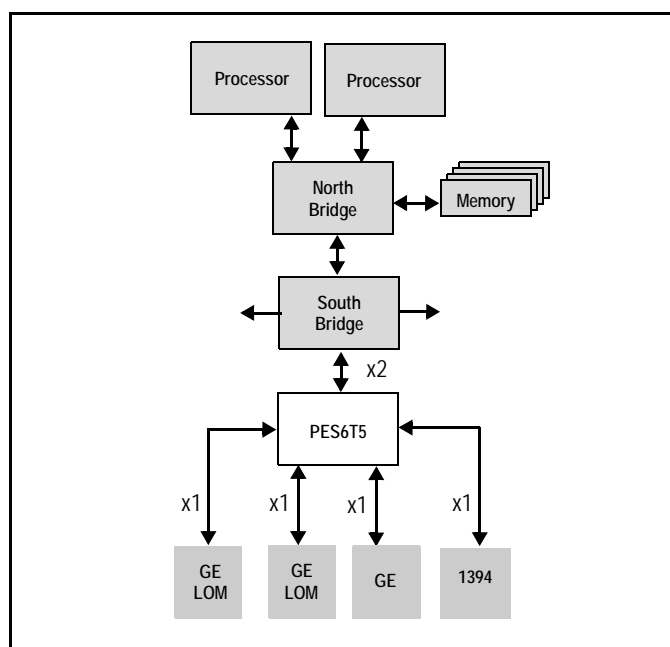 Processor
Processor
North
Bridge
Memory
South
Bridge
x2
PES6T5
x1
x1
x1
x1
GE
LOM
GE
LOM
GE
1394